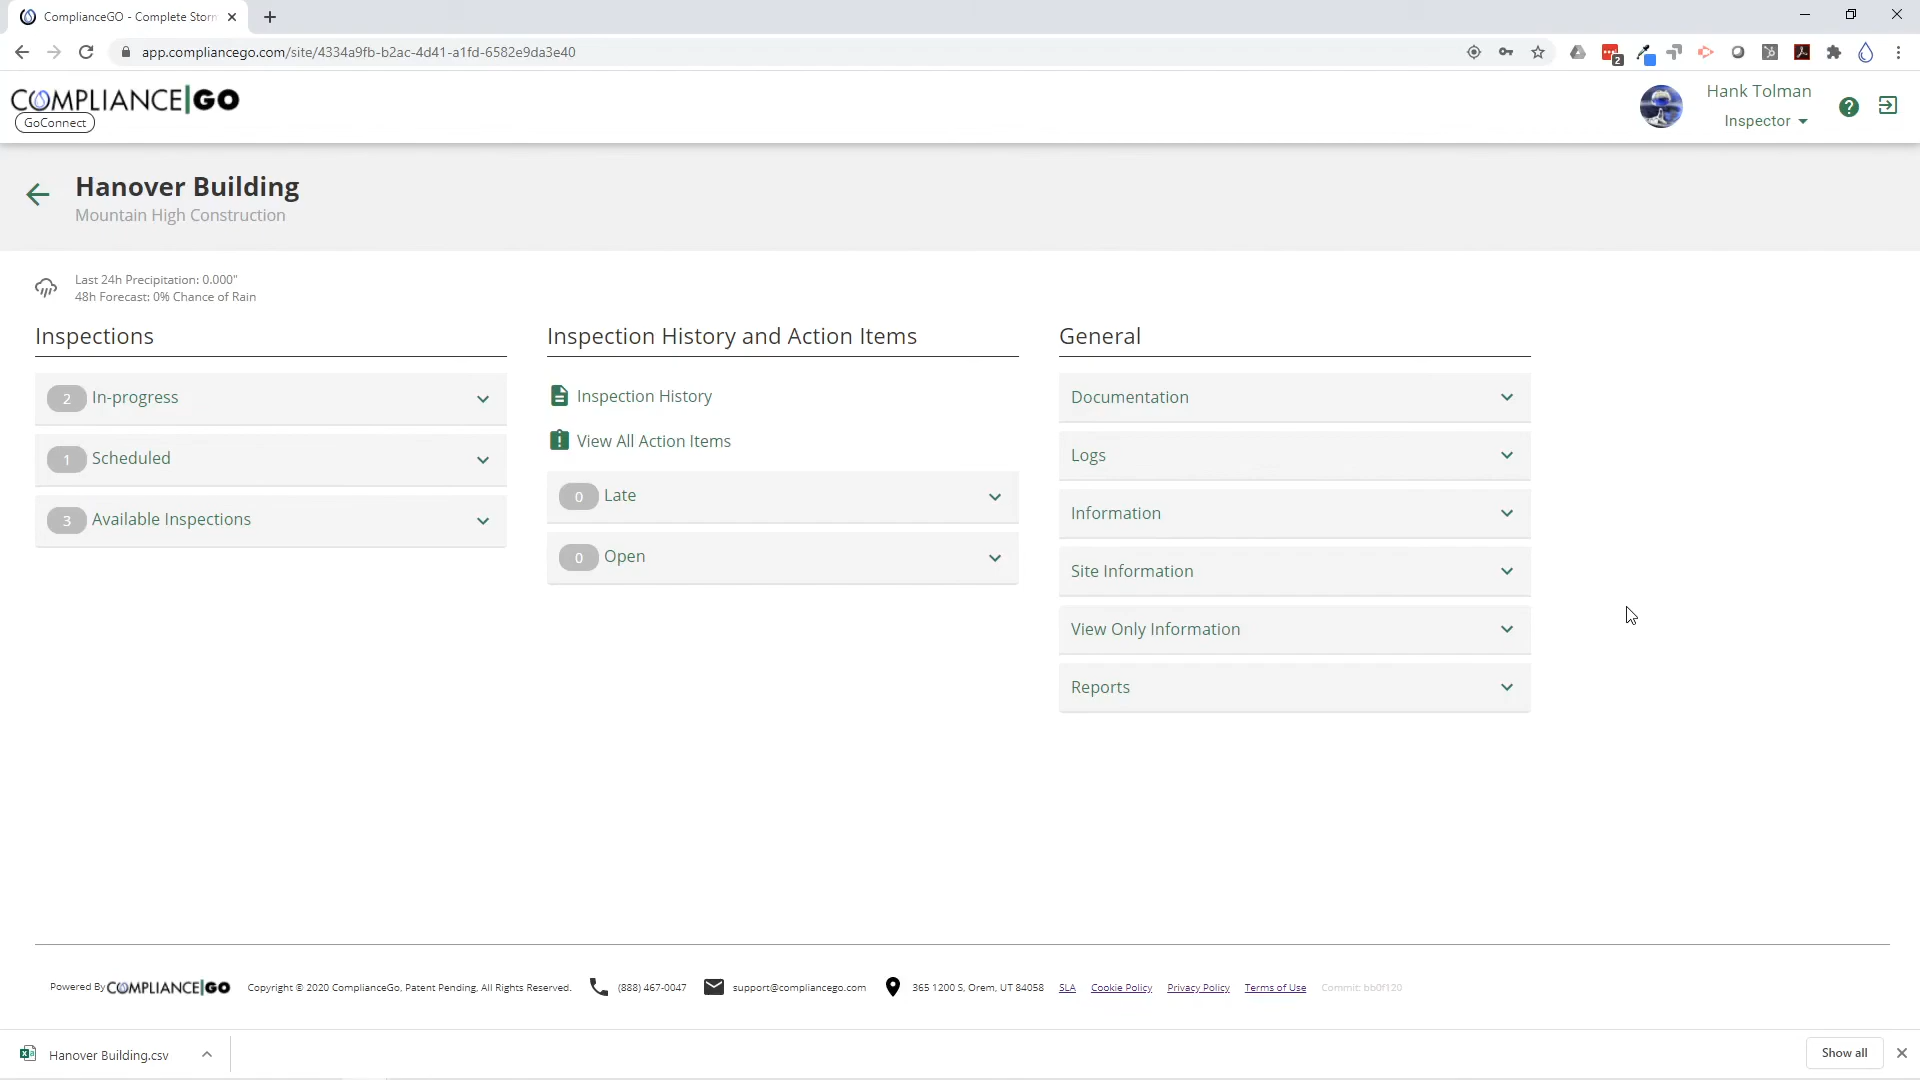 ComplianceGO - Complete Storm
app.compliancego.com/site/4334a9fb-b2ac-4d41-a1fd-6582e9da3e40
2
COMPLIANCE|GO
GoConnect
Hank Tolman
Inspector
?
Hanover Building
Mountain High Construction
Last 24h Precipitation: 0.000"
48h Forecast: 0% Chance of Rain
Inspections
2 In-progress
1 Scheduled
3 Available Inspections
Inspection History and Action Items
Inspection History
View All Action Items
0 Late
0 Open
General
Documentation
Logs
Information
Site Information
View Only Information
Reports
Powered By COMPLIANCE|GO Copyright © 2020 ComplianceGo, Patent Pending, All Rights Reserved. (888) 467-0047 support@compliancego.com 365 1200 S, Orem, UT 84058 SLA Cookie Policy Privacy Policy Terms of Use Commit: bb0f120
Hanover Building.csv
Show all